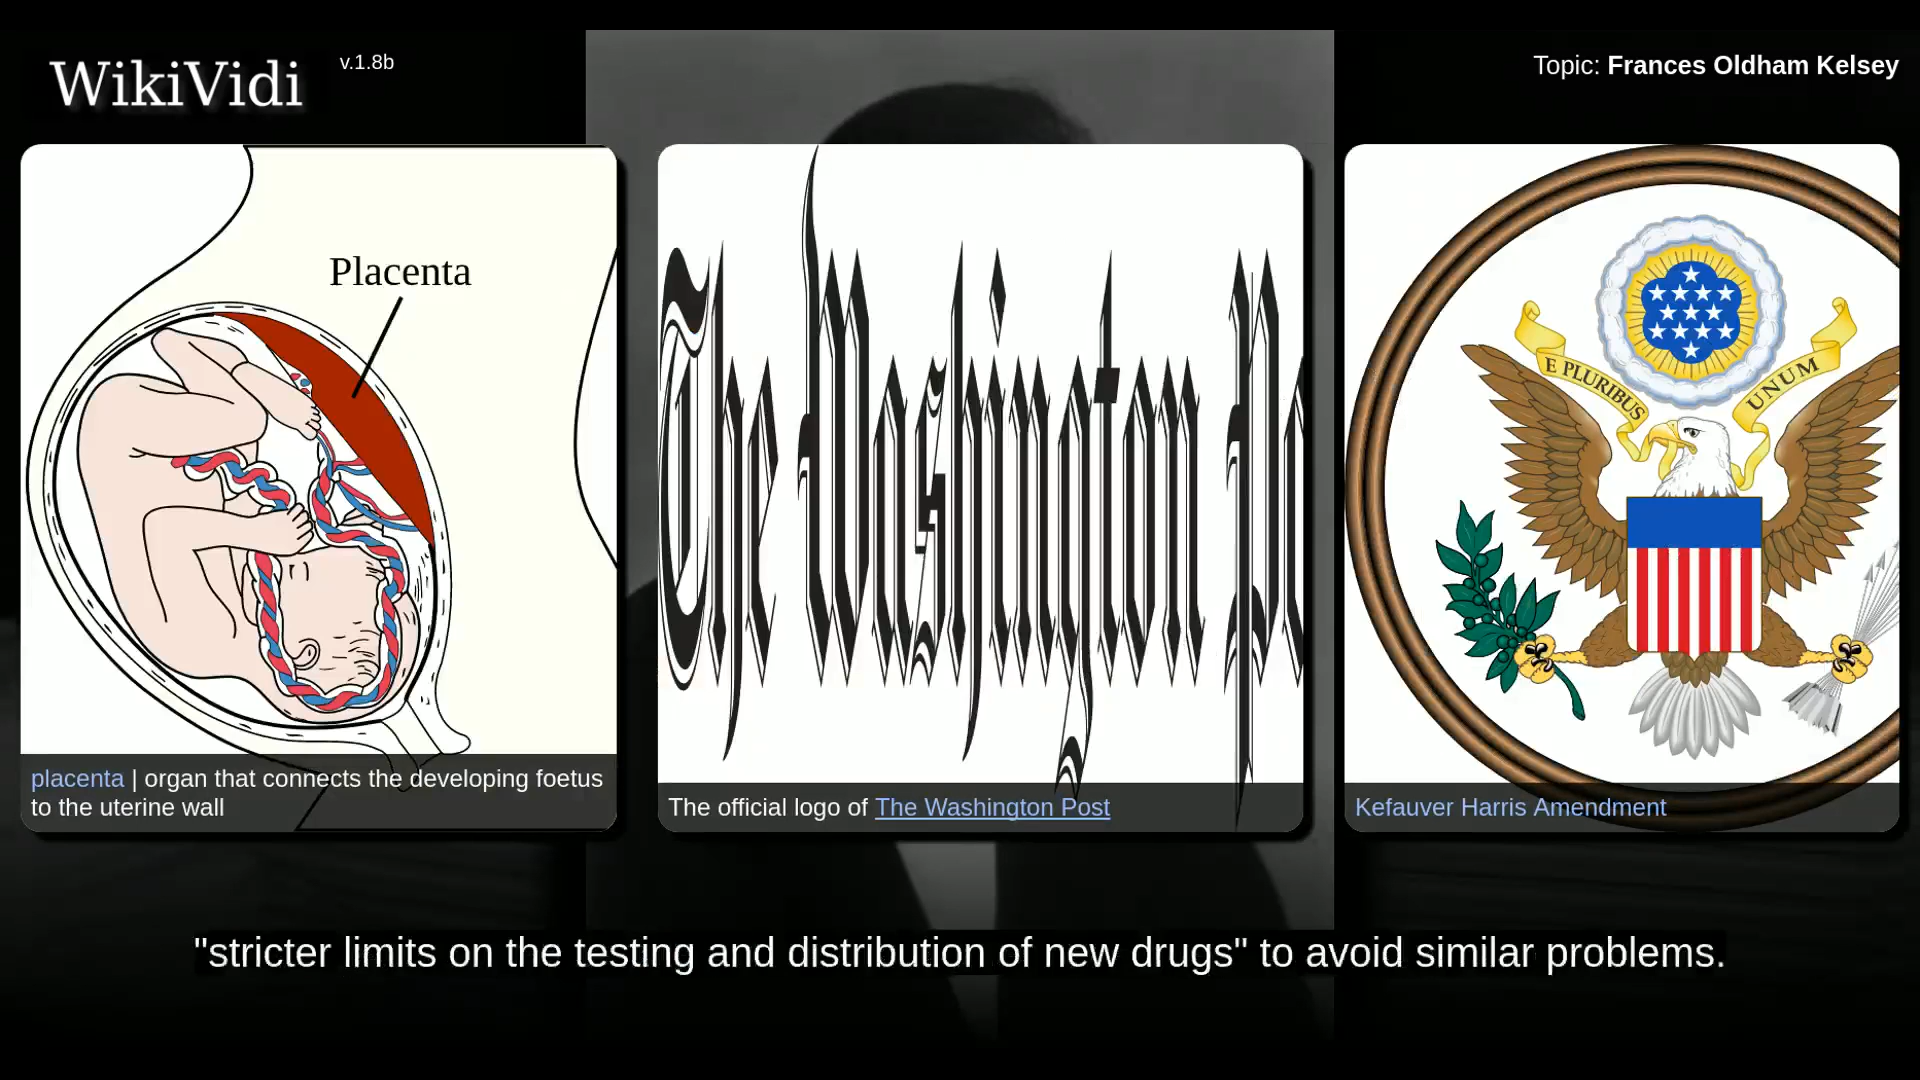 WikiVidi
v.1.8b
Topic: Frances Oldham Kelsey
Placenta
placenta | organ that connects the developing foetus
to the uterine wall
The Washington Po
The official logo of The Washington Post
E PLURIBUS
UNUM
Kefauver Harris Amendment
"stricter limits on the testing and distribution of new drugs" to avoid similar problems.